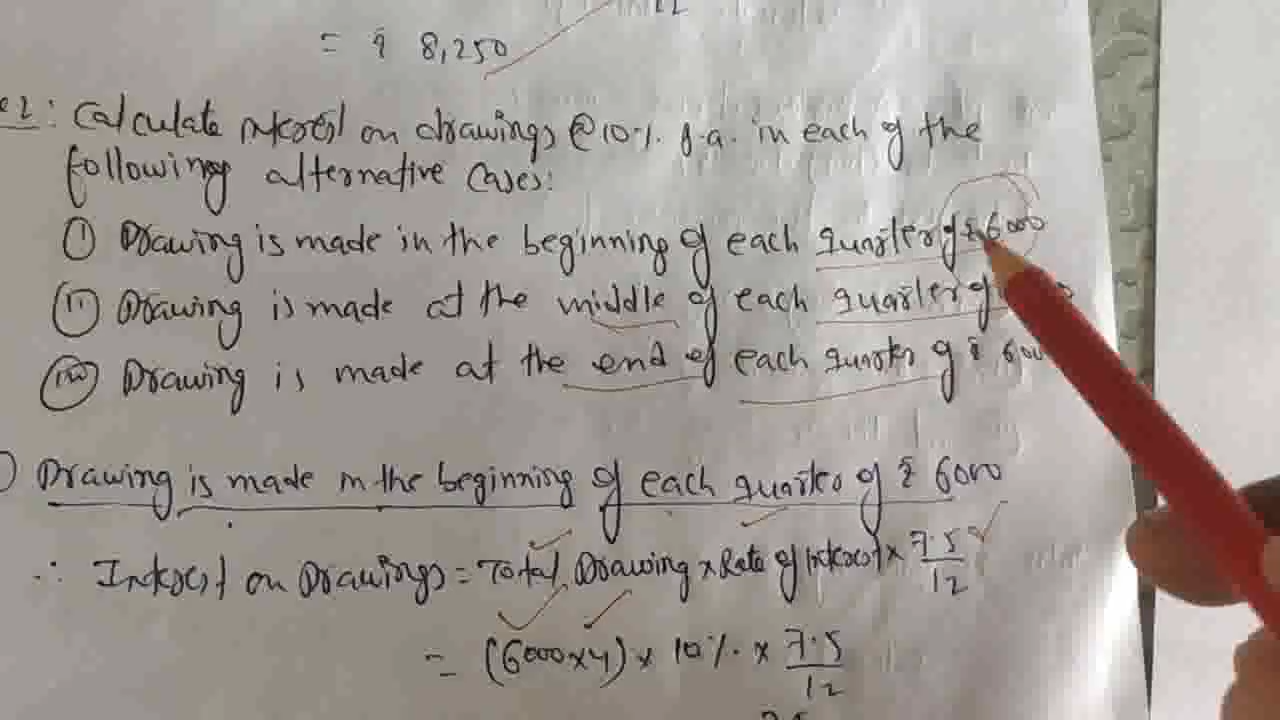 = ₹ 8,250
2: Calculate interest on drawings @ 10% p.a. in each of the
following alternative cases:
(i) Drawing is made in the beginning of each quarter of ₹ 6000
(ii) Drawing is made at the middle of each quarter of
(iii) Drawing is made at the end of each quarter of ₹ 600
) Drawing is made in the beginning of each quarter of ₹ 6000
∴ Interest on Drawings = Total Drawing × Rate of Interest × 7.5/12
= (6000×4) × 10% × 7.5/12